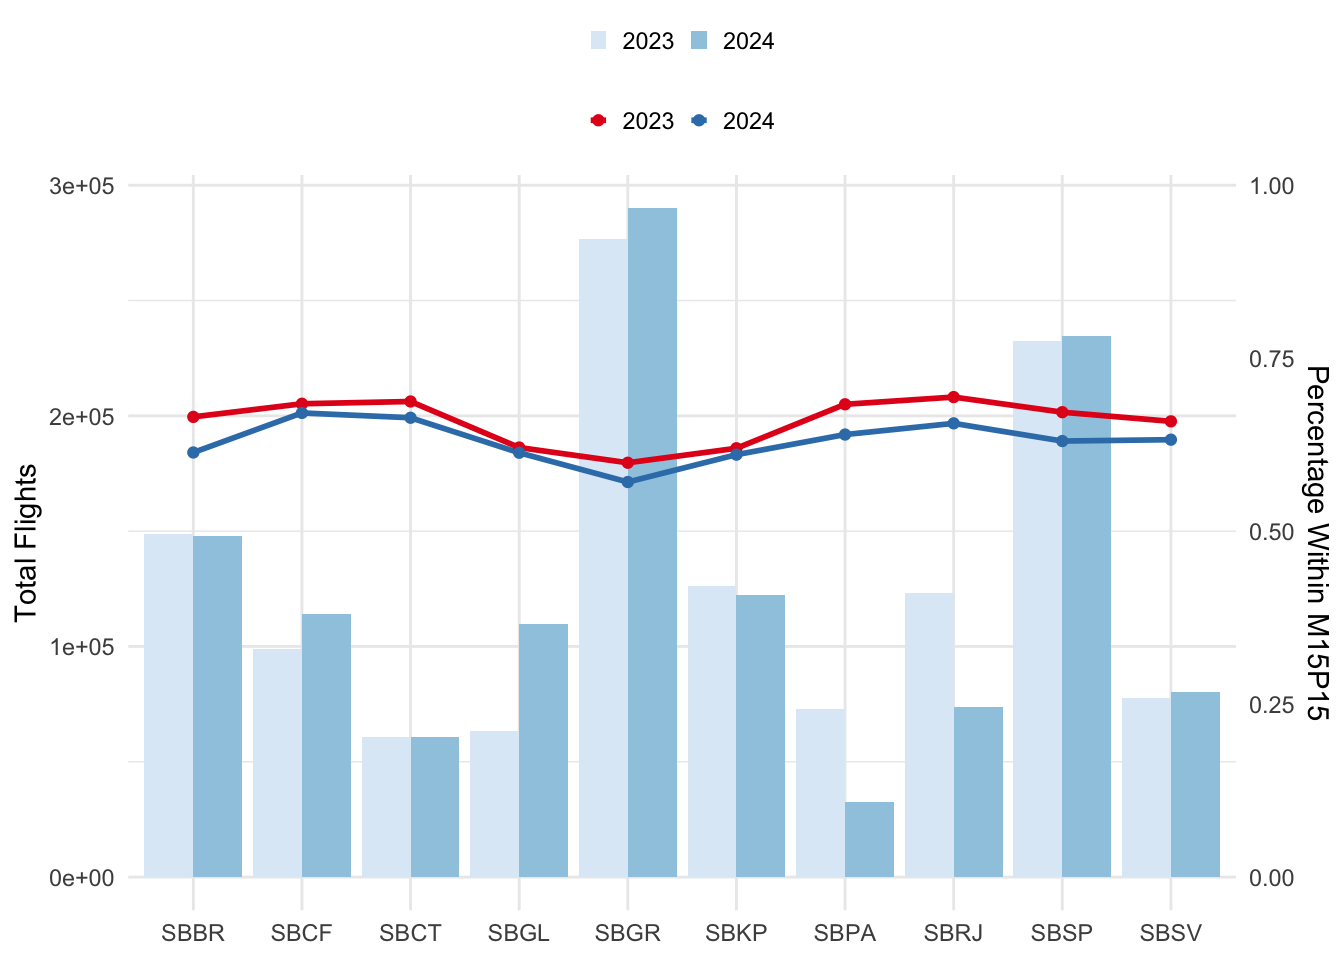 2023 2024
2023 2024
3e+05
2e+05
1e+05
0e+00
Total Flights
1.00
0.75
0.50
0.25
0.00
Percentage Within M15P15
SBBR SBCF SBCT SBGL SBGR SBKP SBPA SBRJ SBSP SBSV